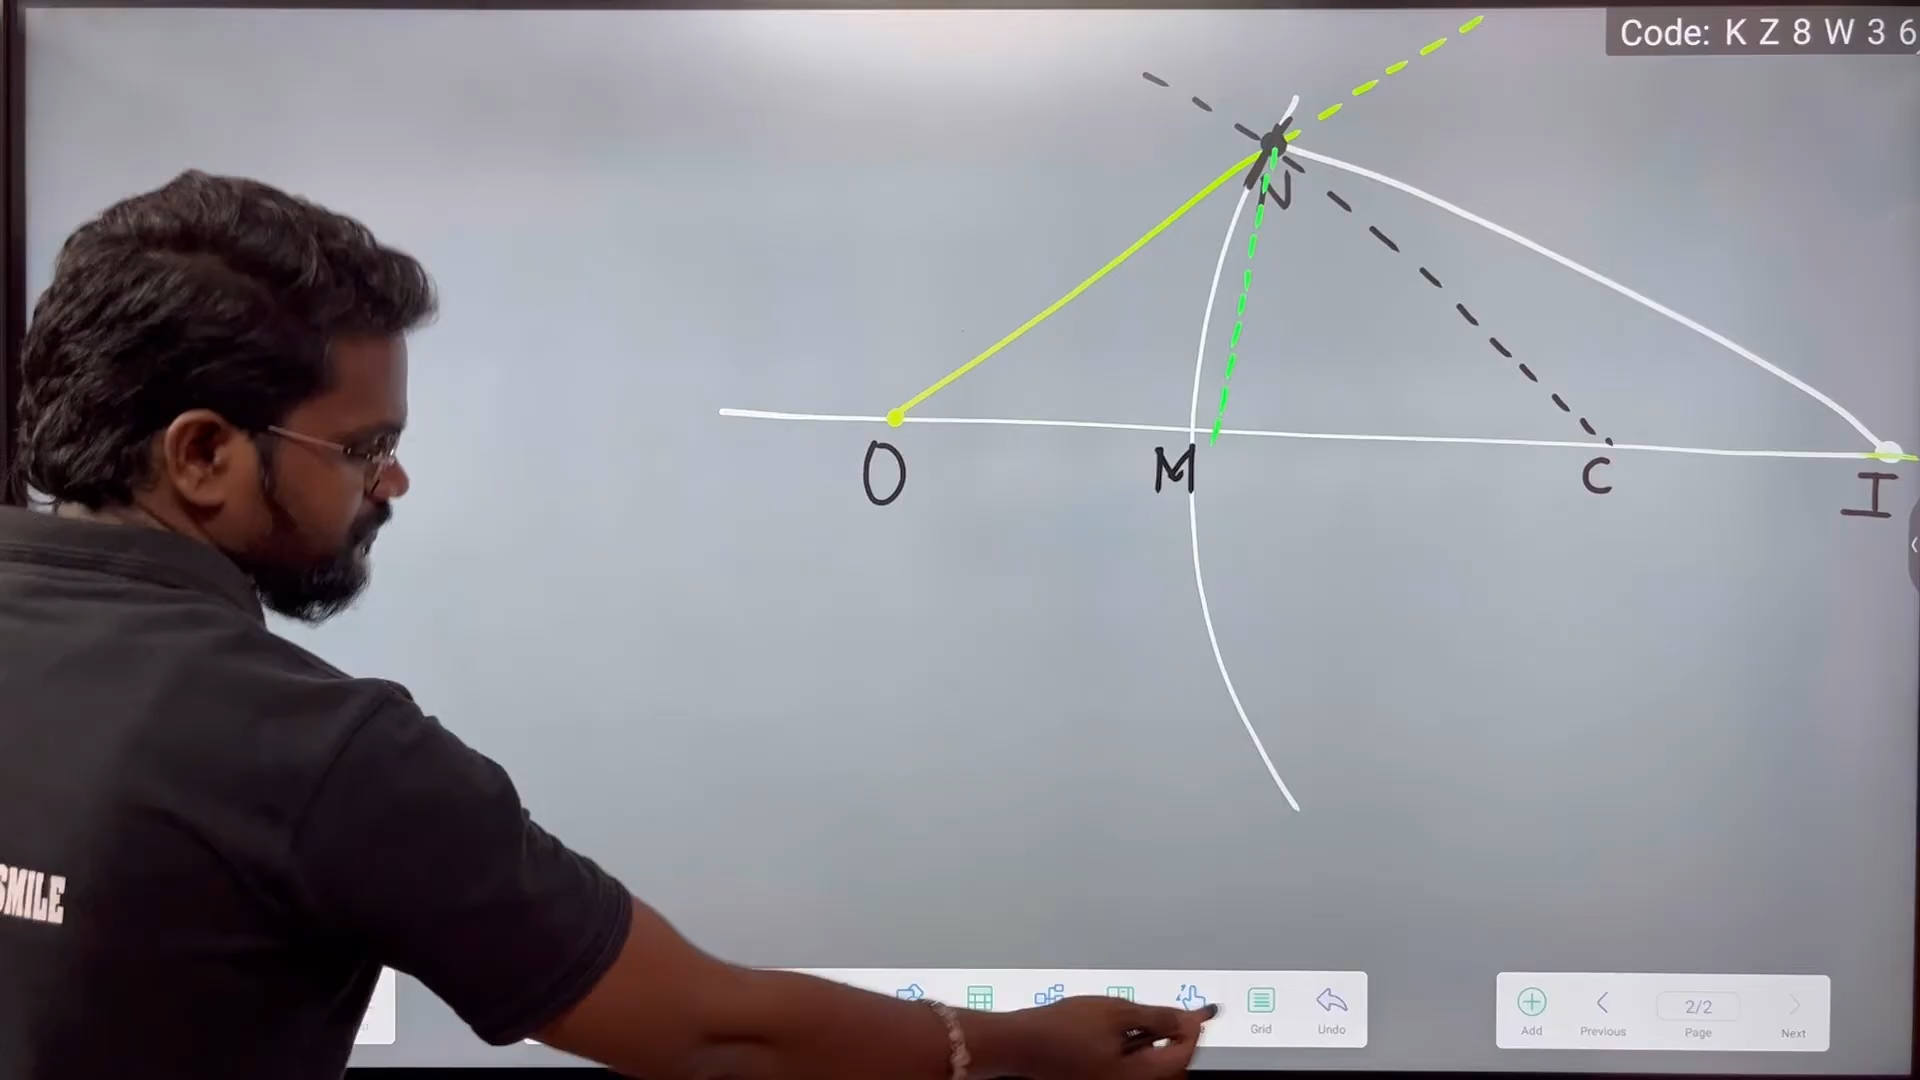 Code: K Z 8 W 3 6
N
O
M
C
I
SMILE
Grid
Undo
Add
Previous
2/2
Page
Next